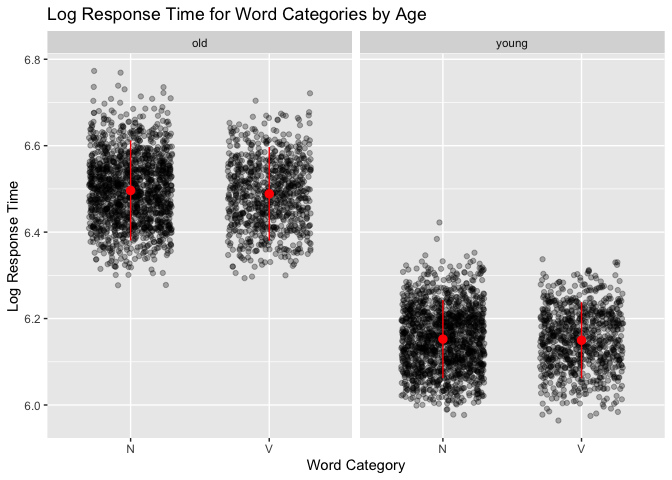 Log Response Time for Word Categories by Age
old
young
Log Response Time
6.8
6.6
6.4
6.2
6.0
N
V
N
V
Word Category